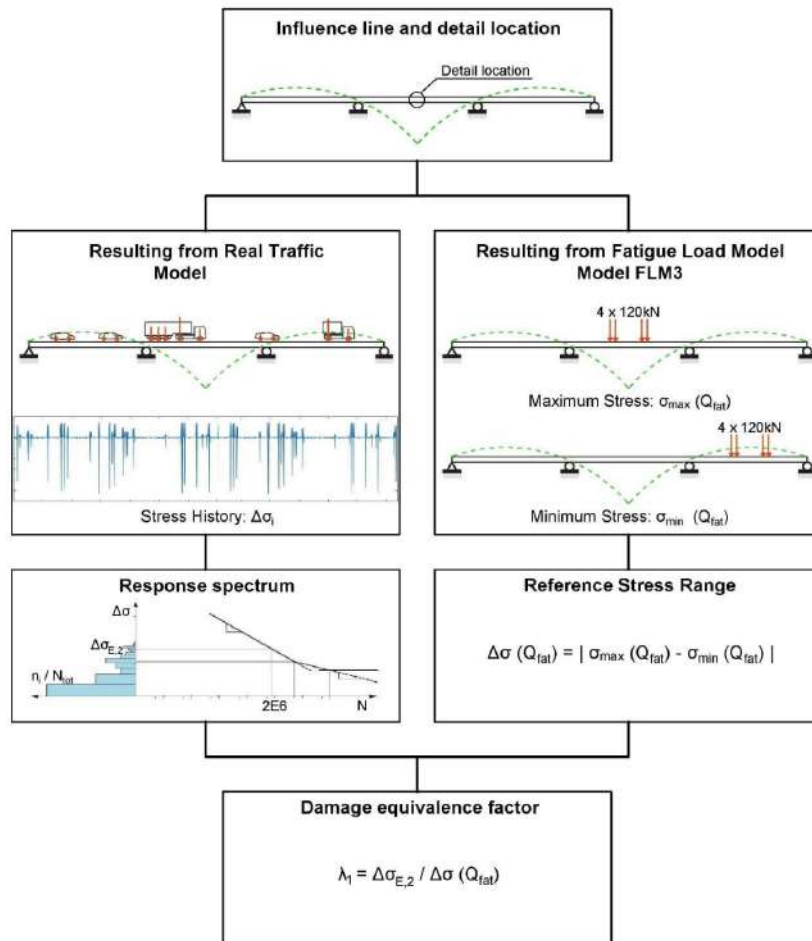 Influence line and detail location
Detail location
Resulting from Real Traffic
Model
Stress History: Δσi
Resulting from Fatigue Load Model
Model FLM3
4 x 120kN
Maximum Stress: σmax (Qfat)
4 x 120kN
Minimum Stress: σmin (Qfat)
Response spectrum
Δσ
ΔσE,2
ni / Ntot
2E6
N
Reference Stress Range
Δσ (Qfat) = | σmax (Qfat) - σmin (Qfat) |
Damage equivalence factor
λ1 = ΔσE,2 / Δσ (Qfat)